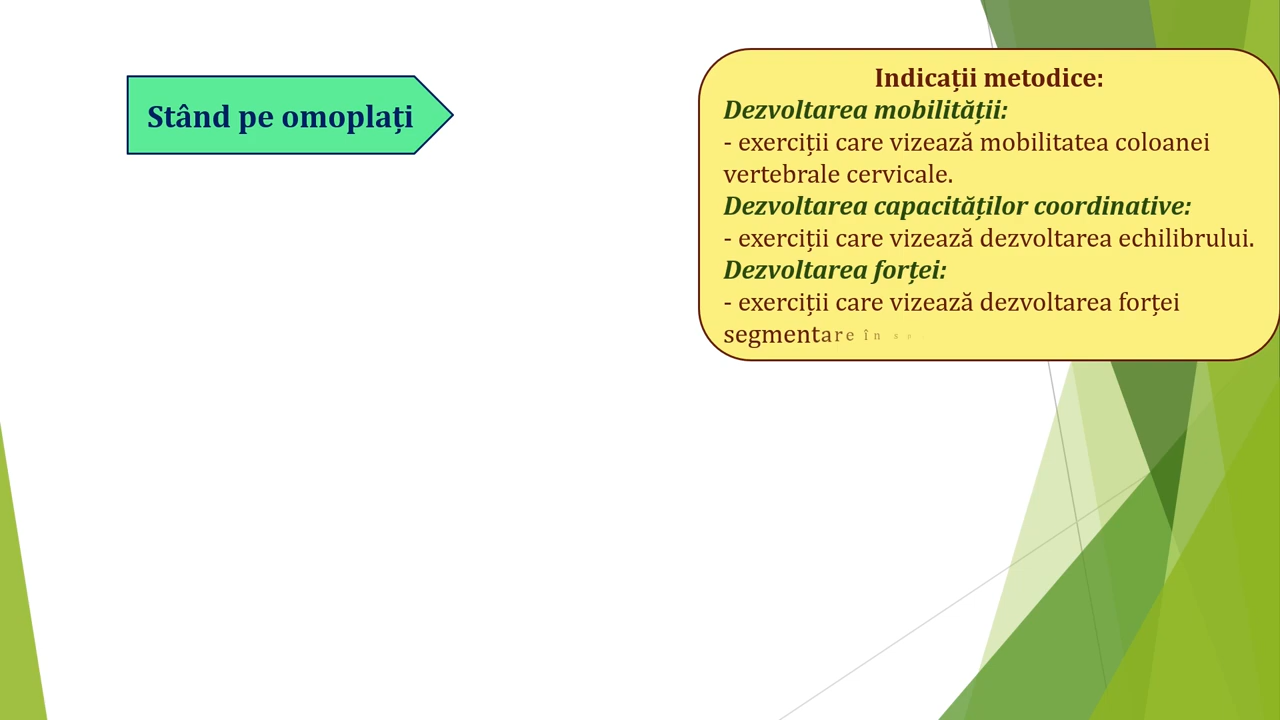 Stând pe omoplați
Indicații metodice:
Dezvoltarea mobilității:
- exerciții care vizează mobilitatea coloanei
vertebrale cervicale.
Dezvoltarea capacităților coordinative:
- exerciții care vizează dezvoltarea echilibrului.
Dezvoltarea forței:
- exerciții care vizează dezvoltarea forței
segmentare în